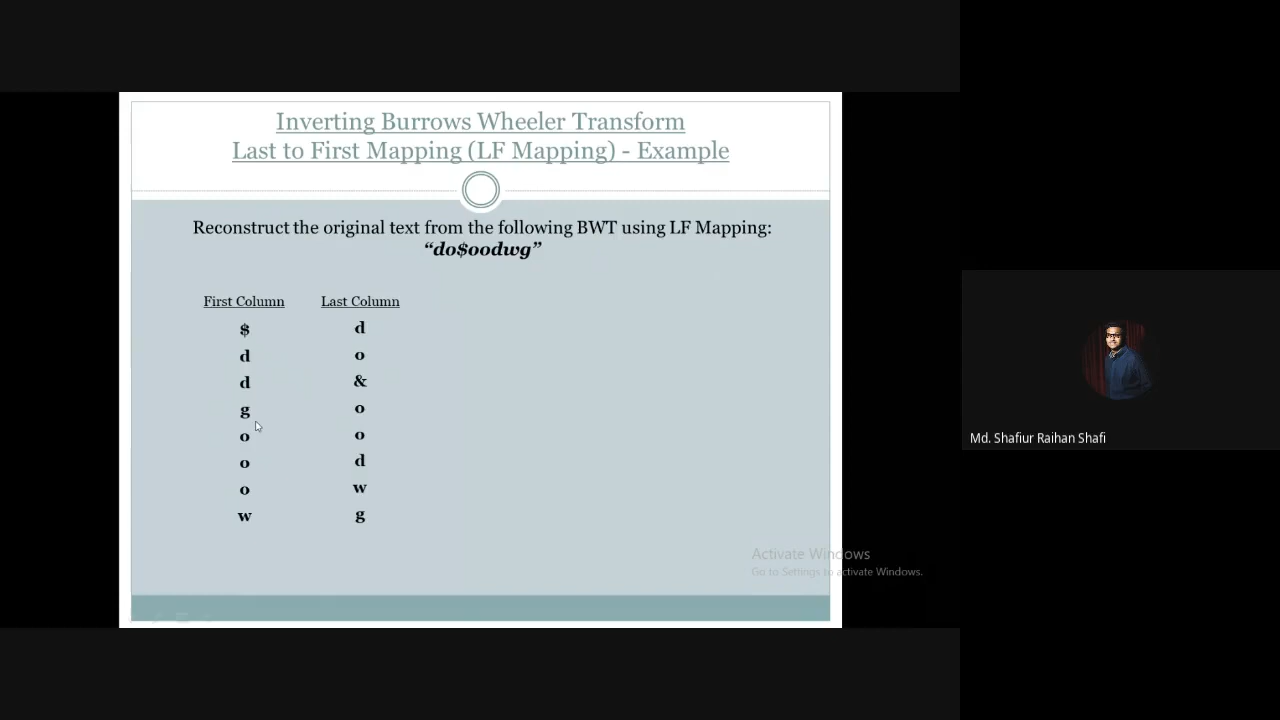 Inverting Burrows Wheeler Transform
Last to First Mapping (LF Mapping) - Example
Reconstruct the original text from the following BWT using LF Mapping:
“do$oodwg”
First Column Last Column
$ d
d o
d &
g o
o o
o d
o w
w g
Md. Shafiur Raihan Shafi
Activate Windows
Go to Settings to activate Windows.